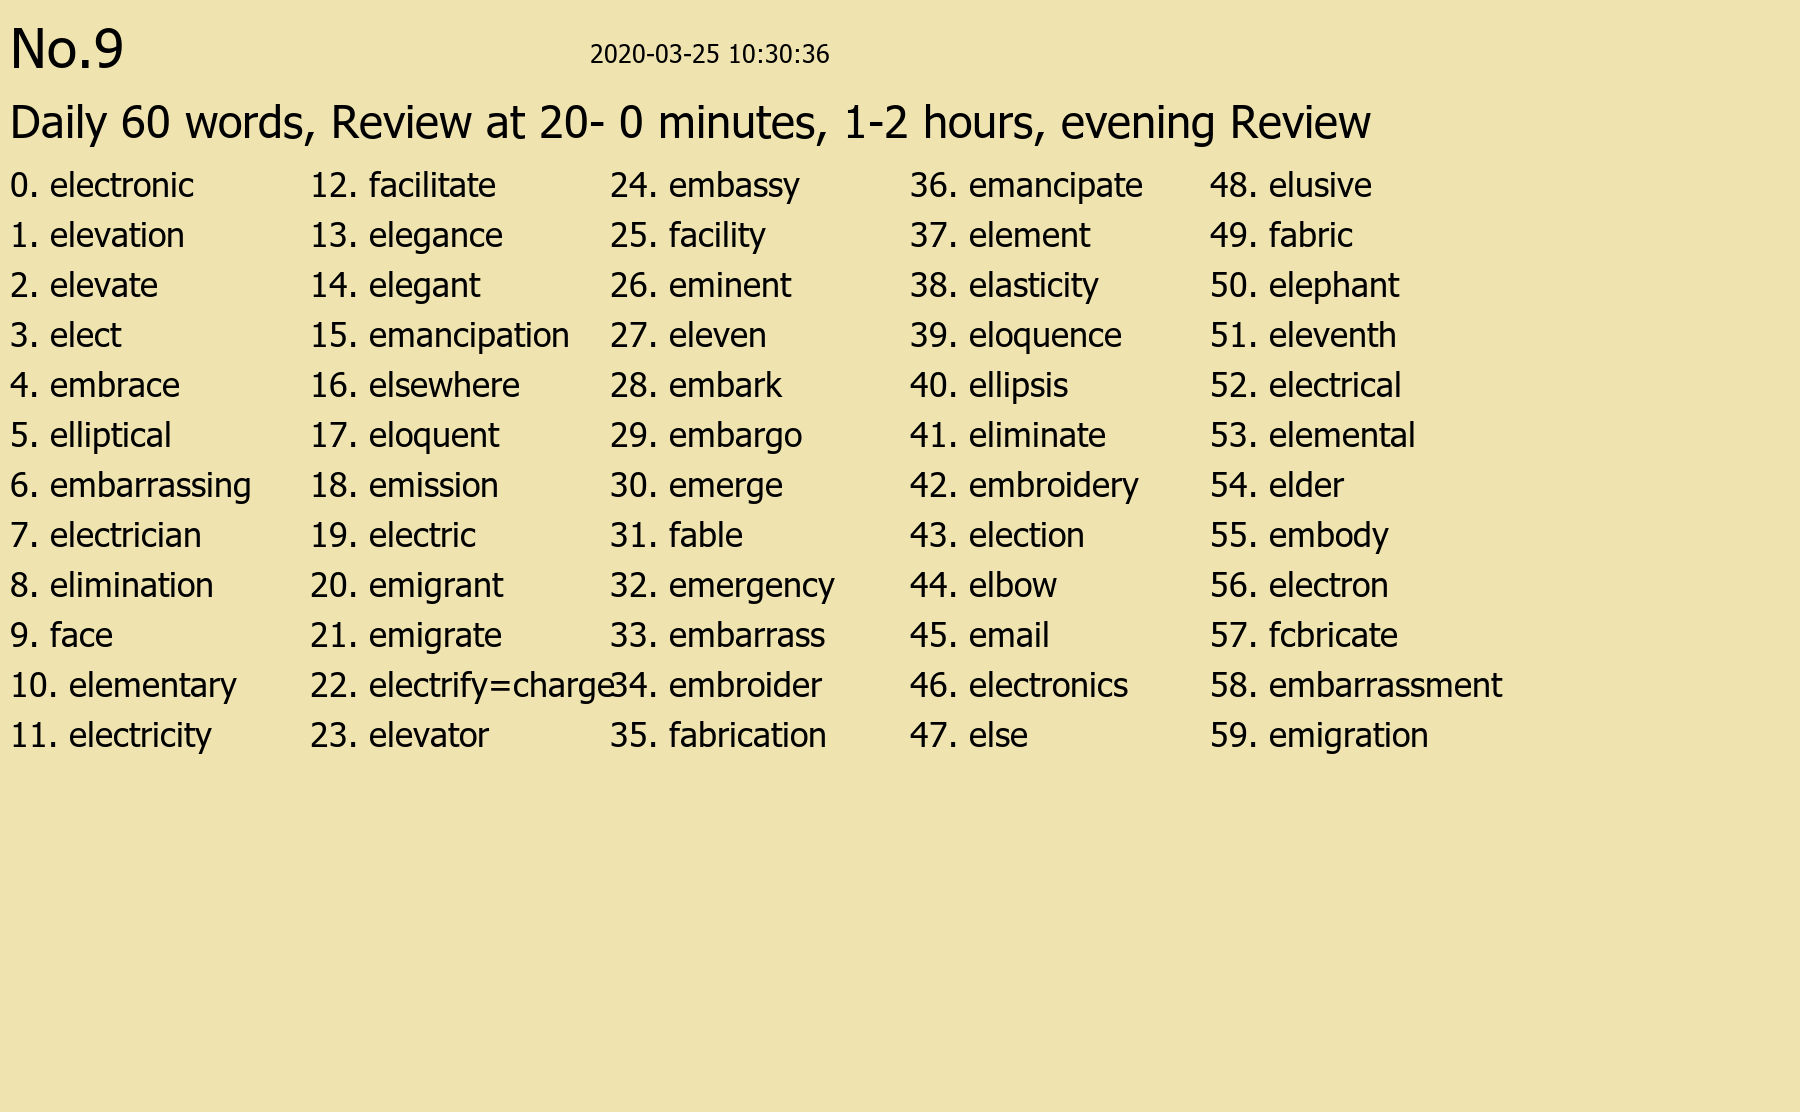 No.9 2020-03-25 10:30:36
Daily 60 words, Review at 20- 0 minutes, 1-2 hours, evening Review
0. electronic 12. facilitate 24. embassy 36. emancipate 48. elusive
1. elevation 13. elegance 25. facility 37. element 49. fabric
2. elevate 14. elegant 26. eminent 38. elasticity 50. elephant
3. elect 15. emancipation 27. eleven 39. eloquence 51. eleventh
4. embrace 16. elsewhere 28. embark 40. ellipsis 52. electrical
5. elliptical 17. eloquent 29. embargo 41. eliminate 53. elemental
6. embarrassing 18. emission 30. emerge 42. embroidery 54. elder
7. electrician 19. electric 31. fable 43. election 55. embody
8. elimination 20. emigrant 32. emergency 44. elbow 56. electron
9. face 21. emigrate 33. embarrass 45. email 57. fcbricate
10. elementary 22. electrify=charge 34. embroider 46. electronics 58. embarrassment
11. electricity 23. elevator 35. fabrication 47. else 59. emigration